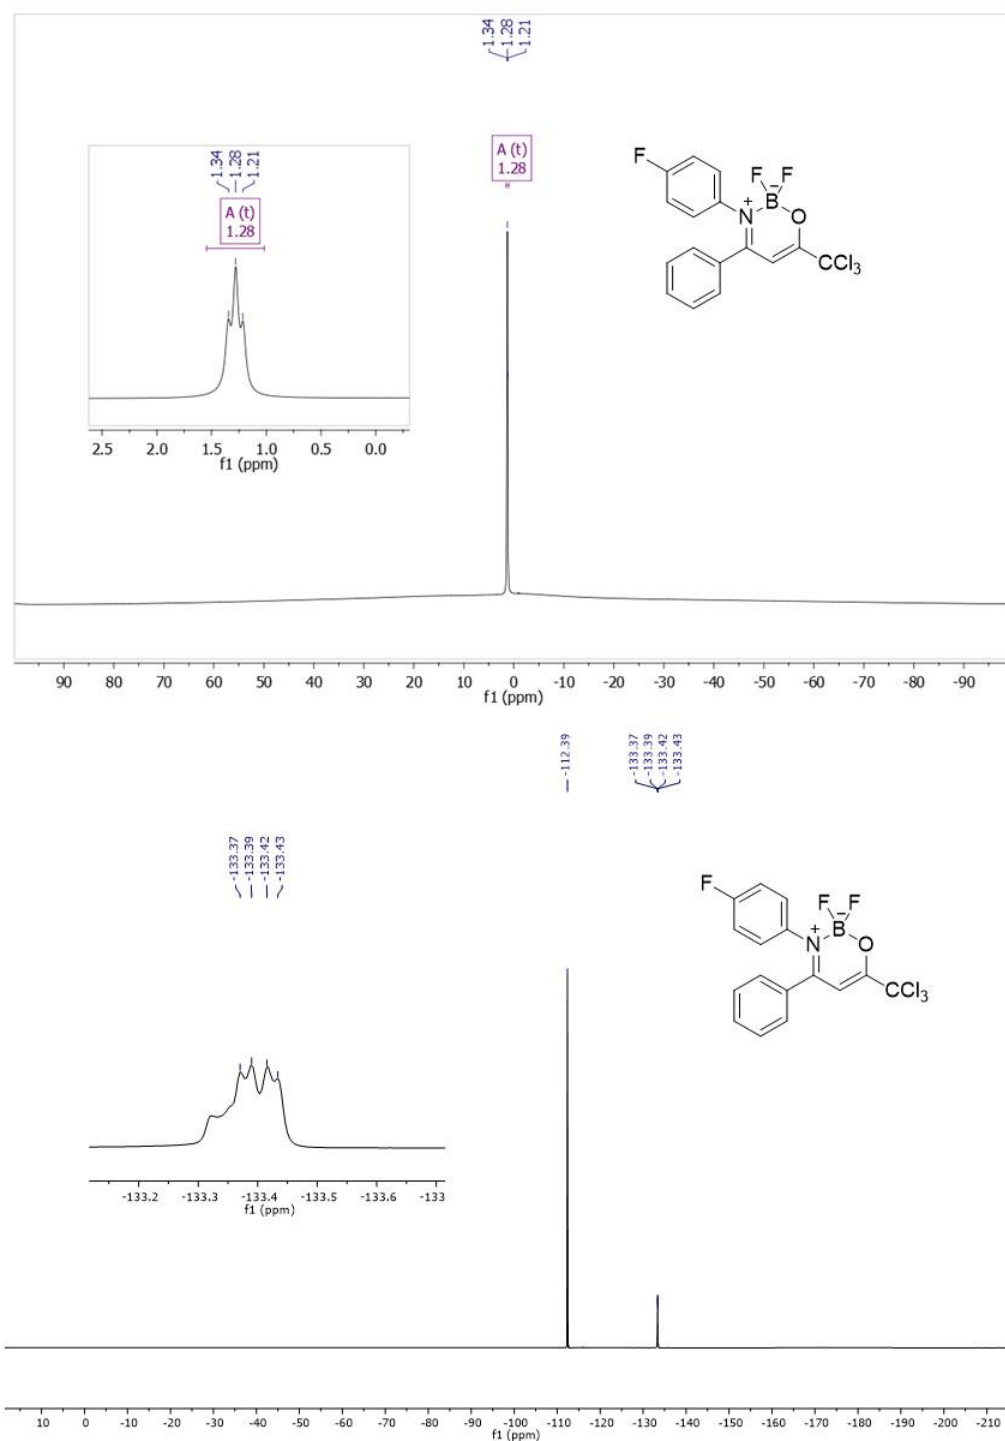 1.34
1.28
1.21
A (t)
1.28
1.34
1.28
1.21
A (t)
1.28
2.5 2.0 1.5 1.0 0.5 0.0
f1 (ppm)
F
F F
B
−
+
N
O
CCl3
90 80 70 60 50 40 30 20 10 0 -10 -20 -30 -40 -50 -60 -70 -80 -90
f1 (ppm)
-112.39
-133.37
-133.39
-133.42
-133.43
-133.37
-133.39
-133.42
-133.43
F
F F
B
−
+
N
O
CCl3
-133.2 -133.3 -133.4 -133.5 -133.6 -133
f1 (ppm)
10 0 -10 -20 -30 -40 -50 -60 -70 -80 -90 -100 -110 -120 -130 -140 -150 -160 -170 -180 -190 -200 -210
f1 (ppm)